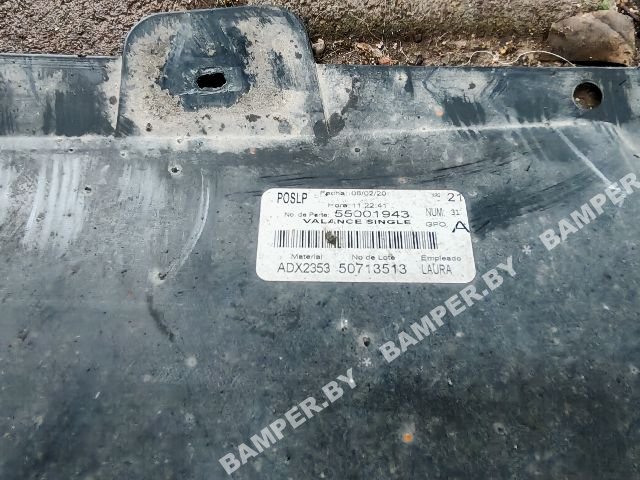 POSLP Fecha: 08/02/20 21
Hora: 11:22:41
No. de Parte: 55001943 NUM: 31
VALANCE SINGLE GPO. A
Material No de Lote Empleado
ADX2353 50713513 LAURA
BAMPER.BY * BAMPER.BY * BAMPER.BY